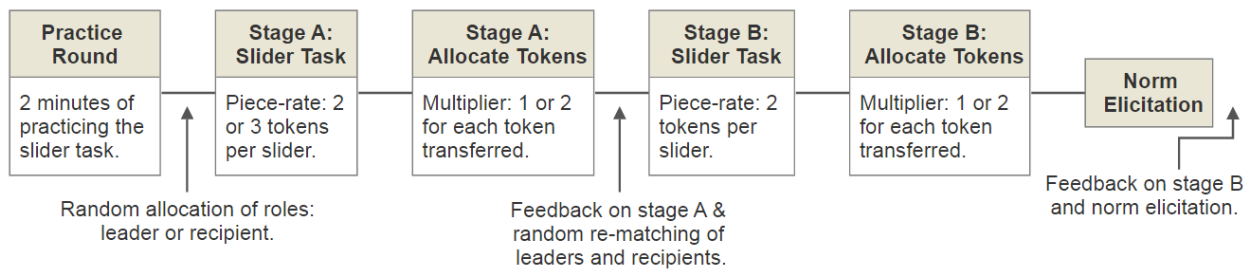 Practice
Round
2 minutes of
practicing the
slider task.
Stage A:
Slider Task
Piece-rate: 2
or 3 tokens
per slider.
Stage A:
Allocate Tokens
Multiplier: 1 or 2
for each token
transferred.
Stage B:
Slider Task
Piece-rate: 2
tokens per
slider.
Stage B:
Allocate Tokens
Multiplier: 1 or 2
for each token
transferred.
Norm
Elicitation
Random allocation of roles:
leader or recipient.
Feedback on stage A &
random re-matching of
leaders and recipients.
Feedback on stage B
and norm elicitation.